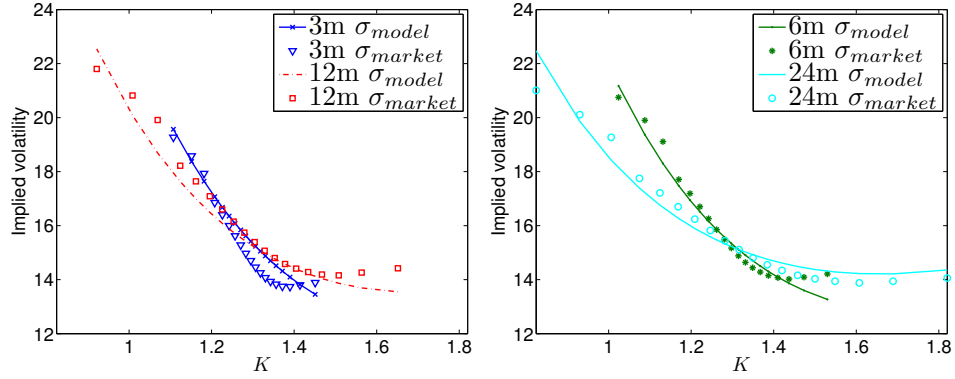 24
22
20
18
16
14
12
Implied volatility
1
1.2
1.4
1.6
1.8
K
3m σ_model
3m σ_market
12m σ_model
12m σ_market
24
22
20
18
16
14
12
Implied volatility
1
1.2
1.4
1.6
1.8
K
6m σ_model
6m σ_market
24m σ_model
24m σ_market